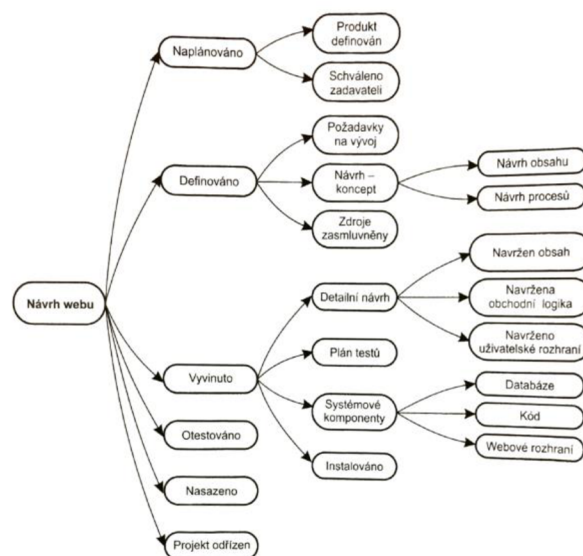 Návrh webu
Naplánováno
Produkt
definován
Schváleno
zadavateli
Definováno
Požadavky
na vývoj
Návrh –
koncept
Návrh obsahu
Návrh procesů
Zdroje
zasmluvněny
Vyvinuto
Detailní návrh
Navržen obsah
Navržena
obchodní logika
Navrženo
uživatelské rozhraní
Plán testů
Systémové
komponenty
Databáze
Kód
Webové rozhraní
Instalováno
Otestováno
Nasazeno
Projekt odřízen